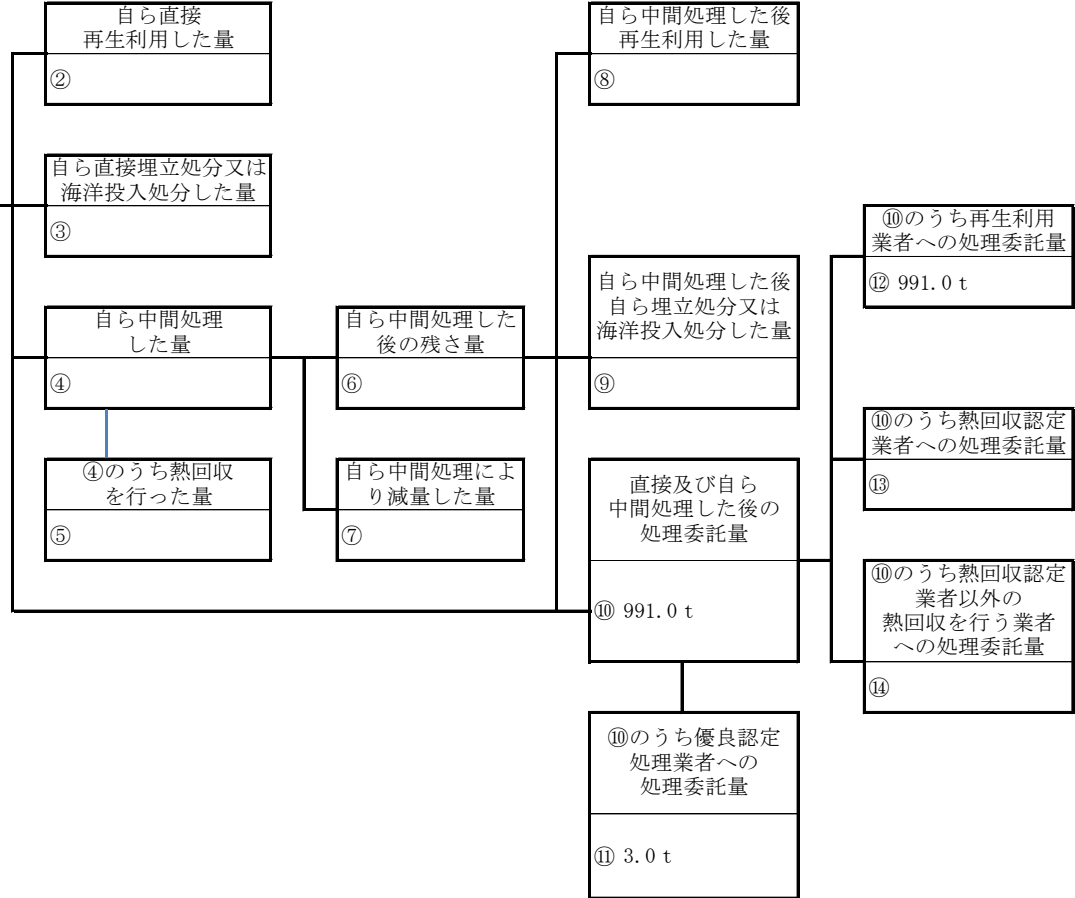 自ら直接
再生利用した量
②
自ら直接埋立処分又は
海洋投入処分した量
③
自ら中間処理
した量
④
④のうち熱回収
を行った量
⑤
自ら中間処理した
後の残さ量
⑥
自ら中間処理によ
り減量した量
⑦
自ら中間処理した後
再生利用した量
⑧
自ら中間処理した後
自ら埋立処分又は
海洋投入処分した量
⑨
直接及び自ら
中間処理した後の
処理委託量
⑩ 991.0 t
⑩のうち優良認定
処理業者への
処理委託量
⑪ 3.0 t
⑩のうち再生利用
業者への処理委託量
⑫ 991.0 t
⑩のうち熱回収認定
業者への処理委託量
⑬
⑩のうち熱回収認定
業者以外の
熱回収を行う業者
への処理委託量
⑭